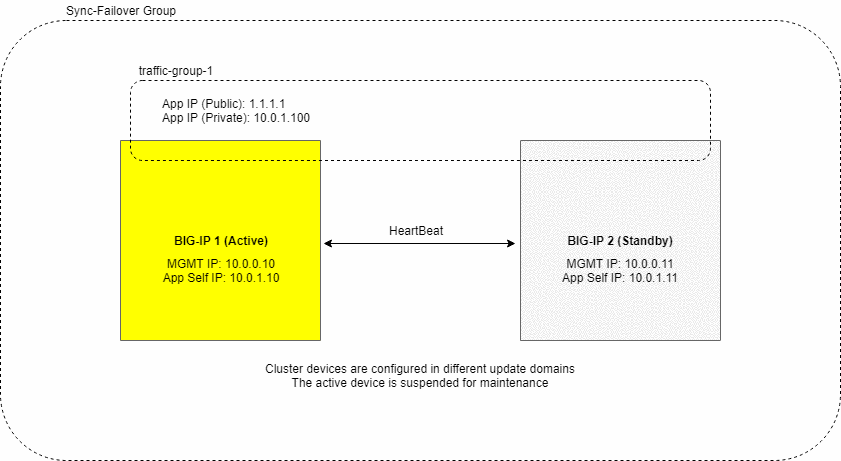 Sync-Failover Group
traffic-group-1
App IP (Public): 1.1.1.1
App IP (Private): 10.0.1.100
BIG-IP 1 (Active)
MGMT IP: 10.0.0.10
App Self IP: 10.0.1.10
HeartBeat
BIG-IP 2 (Standby)
MGMT IP: 10.0.0.11
App Self IP: 10.0.1.11
Cluster devices are configured in different update domains
The active device is suspended for maintenance